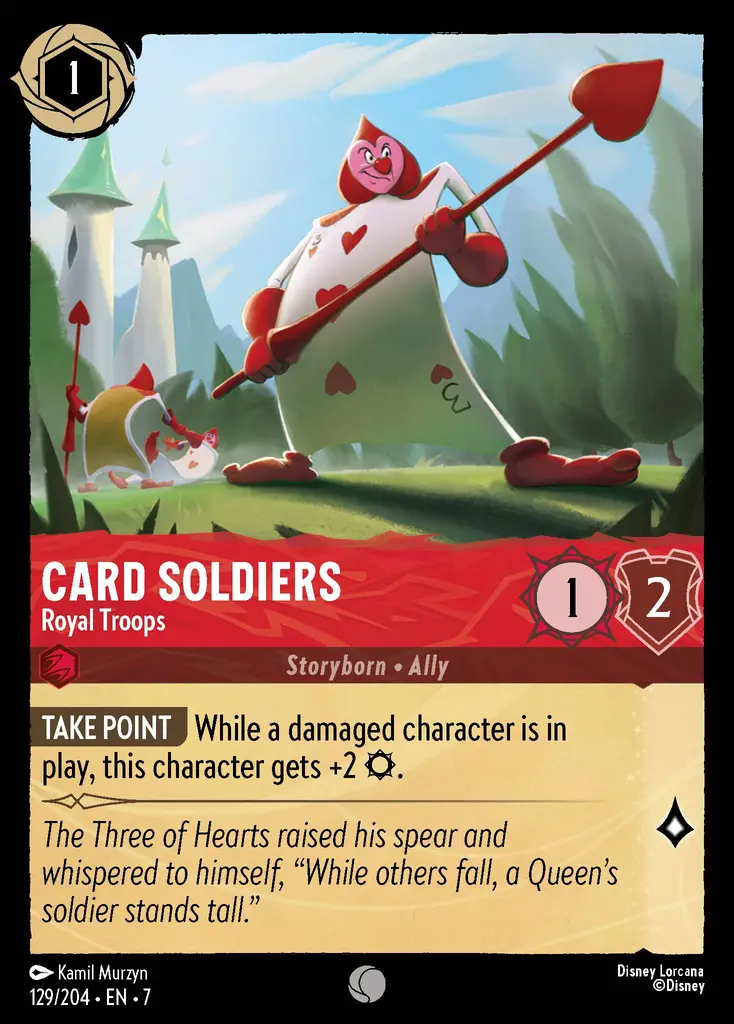 1
3
3
CARD SOLDIERS
Royal Troops
1
2
Storyborn • Ally
TAKE POINT While a damaged character is in
play, this character gets +2 .
The Three of Hearts raised his spear and
whispered to himself, “While others fall, a Queen’s
soldier stands tall.”
Kamil Murzyn
129/204 • EN • 7
Disney Lorcana
©Disney